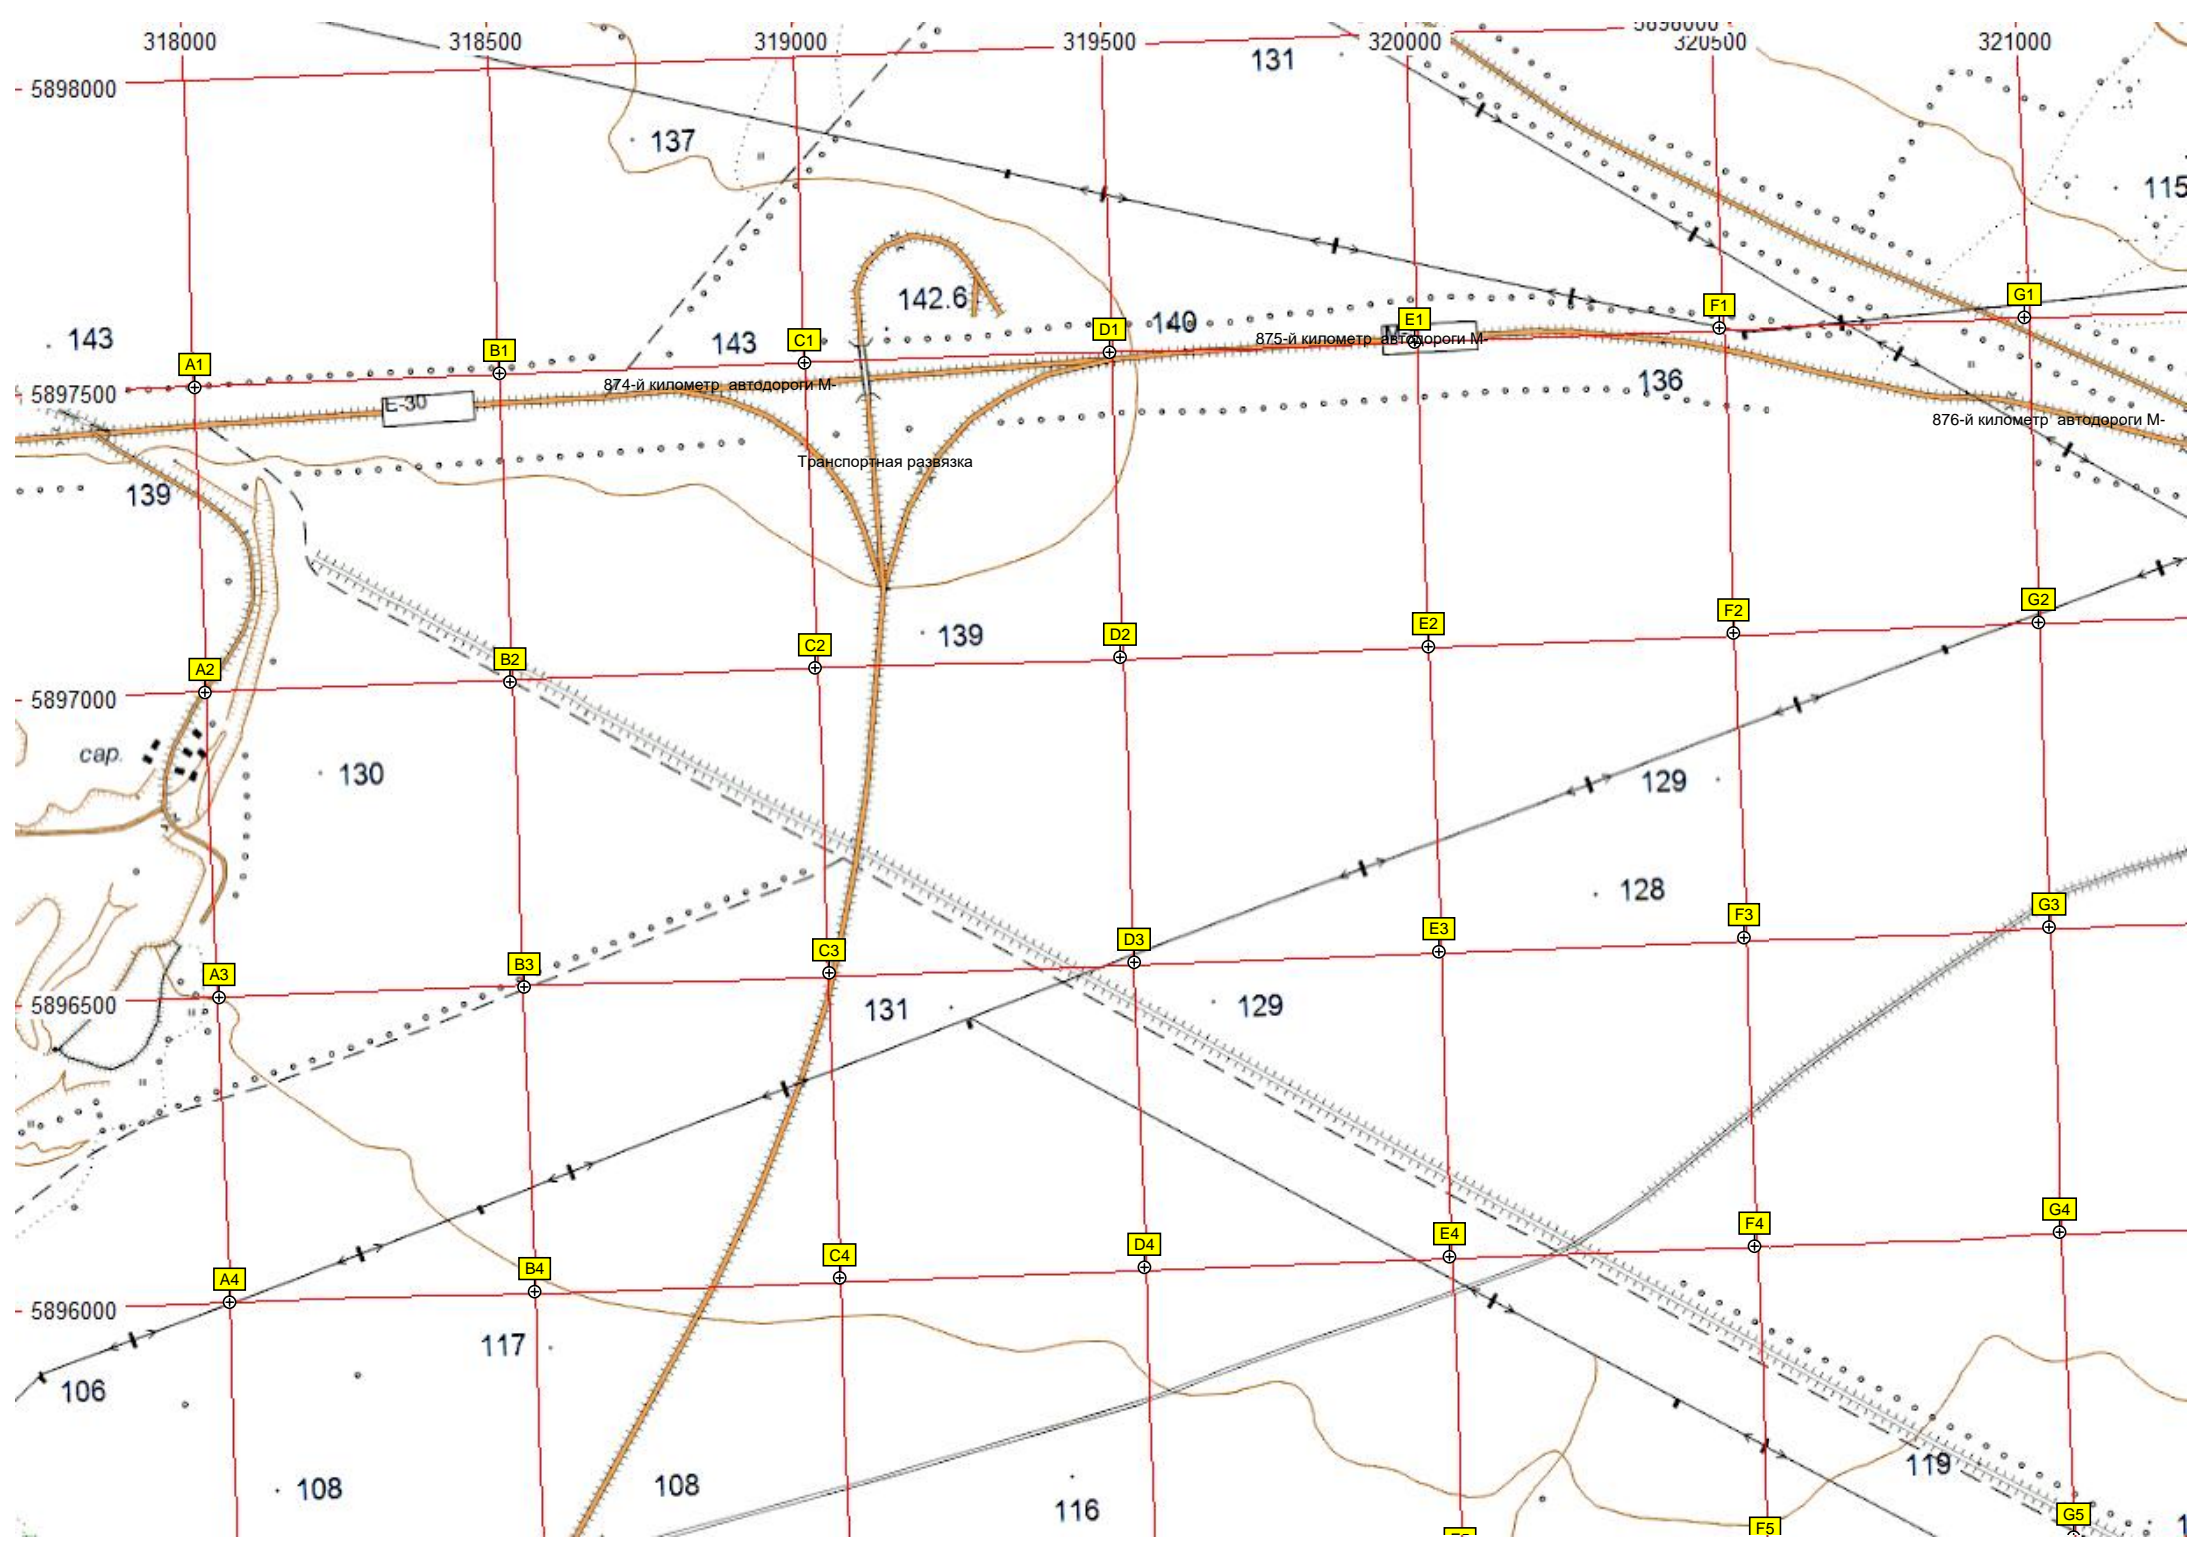 5898000
318000 318500 319000 319500 320000 320500 321000
5898000
131
137
115
142.6
G1
F1
143 140 E1
D1
875-й километр автодороги М-
143 C1
B1
A1
874-й километр автодороги М-
136
5897500
E-30
876-й километр автодороги М-
Транспортная развязка
139
G2
F2
E2
139 D2
C2
B2
A2
5897000
сар.
130
129
128
G3
F3
E3
D3
C3
B3
A3
5896500
131
129
G4
F4
E4
D4
C4
B4
A4
5896000
117
106
119
108
108
116
G5
F5